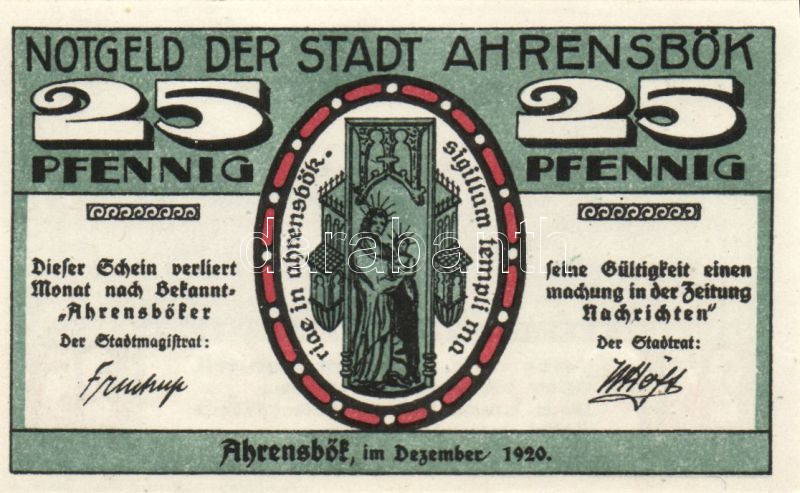 NOTGELD DER STADT AHRENSBÖK
25 25
PFENNIG PFENNIG
sigillum templi ma
riae in ahrensbök.
Dieser Schein verliert seine Gültigkeit einen
Monat nach Bekannt- machung in der Zeitung
„Ahrensböker Nachrichten"
Der Stadtmagistrat: Der Stadtrat:
Ahrensbök, im Dezember 1920.
darabanth